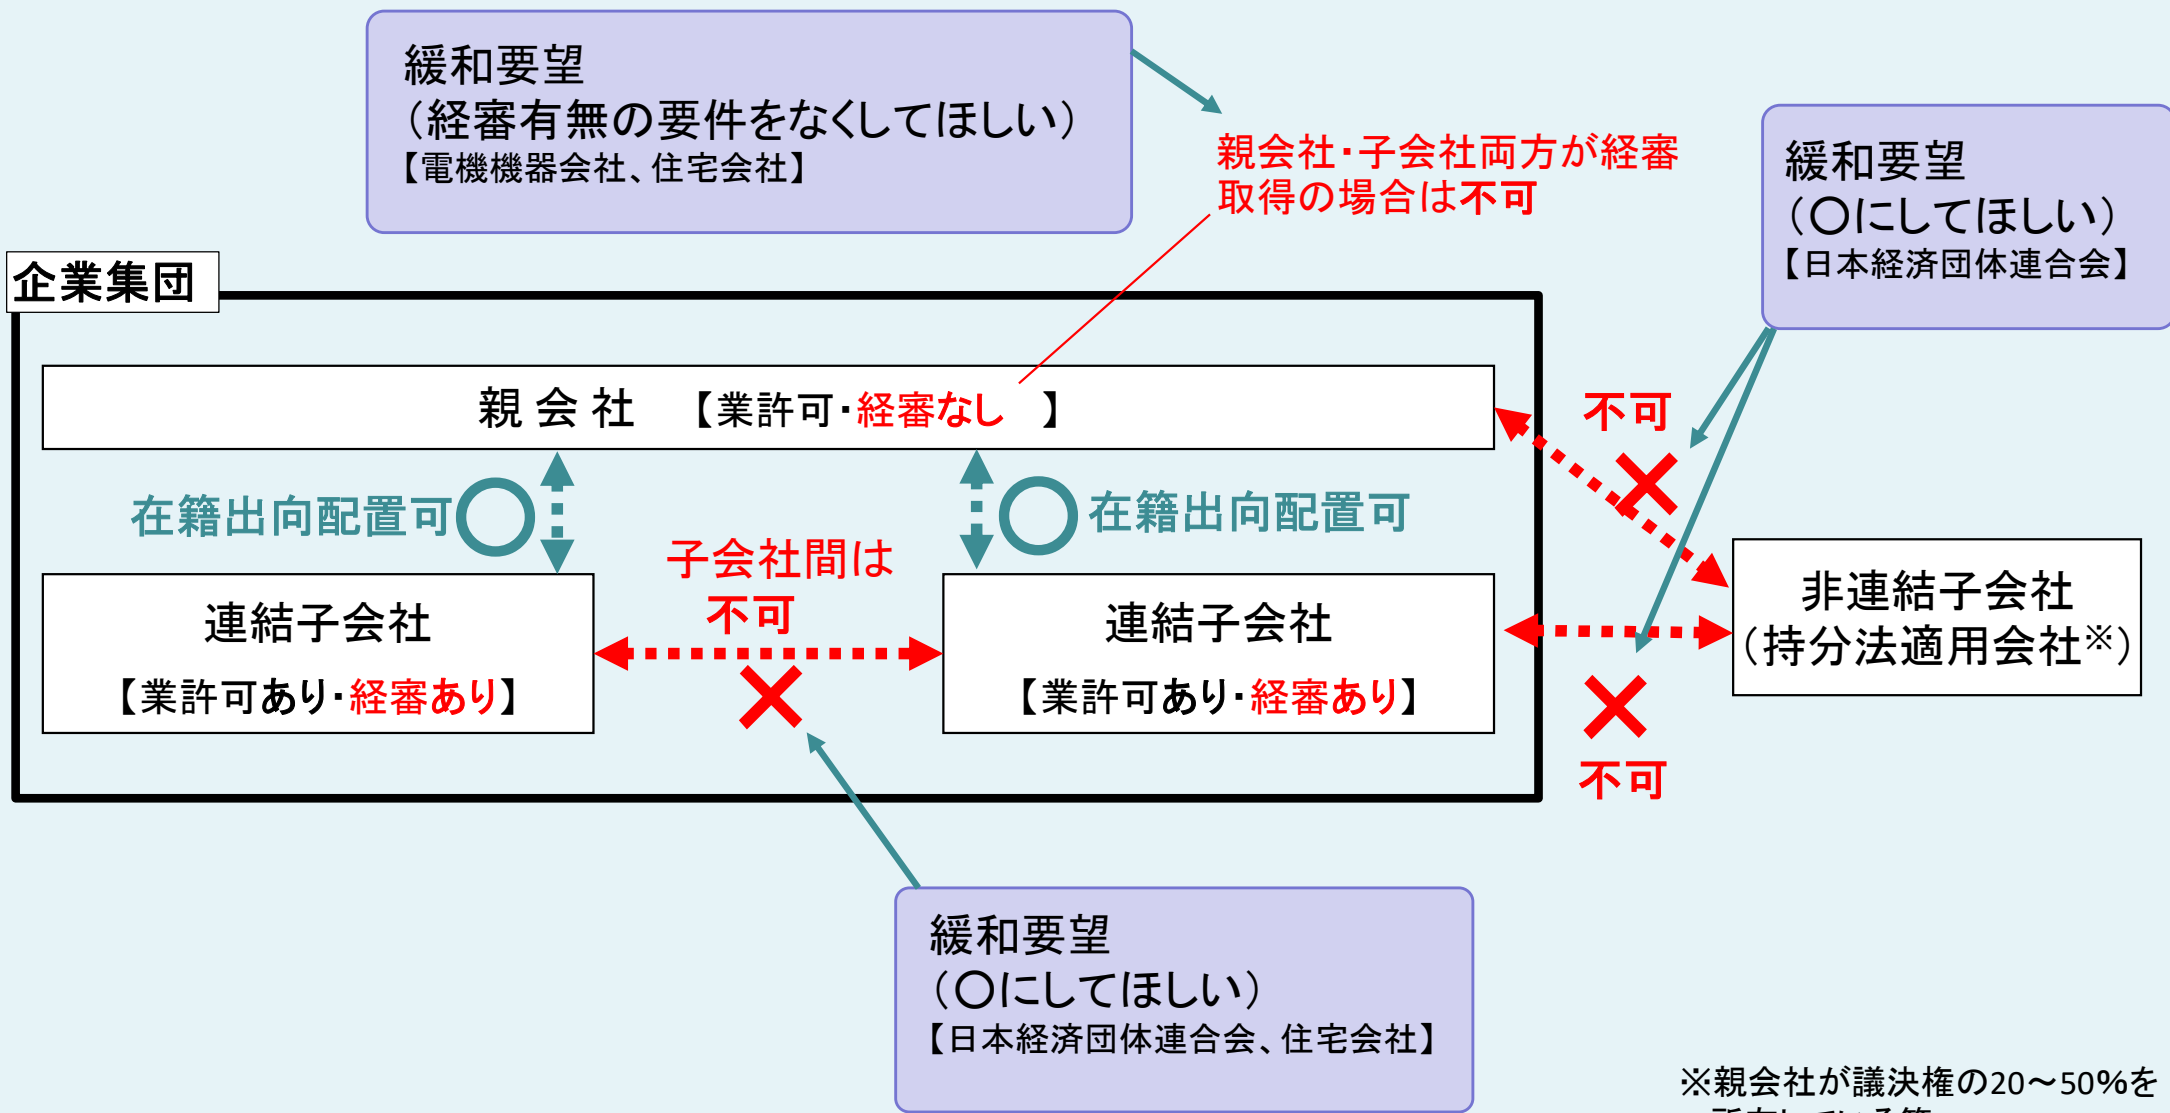 緩和要望
（経審有無の要件をなくしてほしい）
【電機機器会社、住宅会社】
親会社・子会社両方が経審
取得の場合は不可
緩和要望
（〇にしてほしい）
【日本経済団体連合会】
企業集団
親会社　【業許可・経審なし　】
不可
在籍出向配置可
在籍出向配置可
子会社間は
不可
連結子会社
【業許可あり・経審あり】
連結子会社
【業許可あり・経審あり】
非連結子会社
（持分法適用会社※）
不可
緩和要望
（〇にしてほしい）
【日本経済団体連合会、住宅会社】
※親会社が議決権の20～50%を